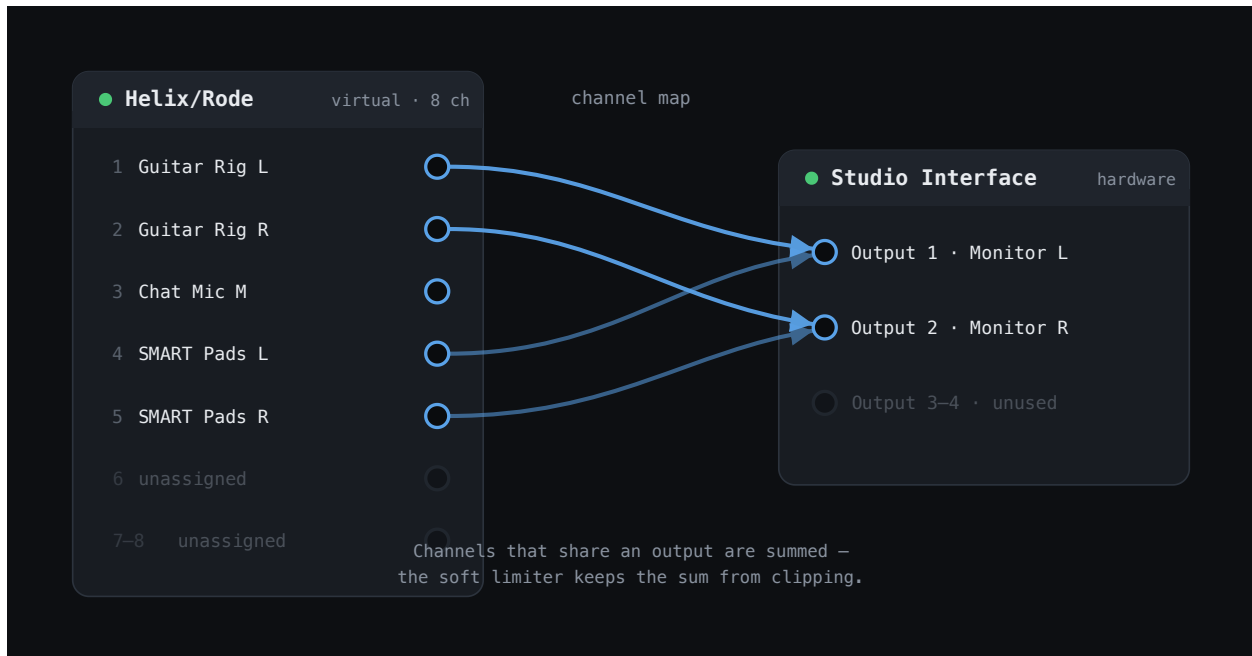 Helix/Rode virtual · 8 ch
channel map
1 Guitar Rig L
2 Guitar Rig R
3 Chat Mic M
4 SMART Pads L
5 SMART Pads R
6 unassigned
7–8 unassigned
Studio Interface hardware
Output 1 · Monitor L
Output 2 · Monitor R
Output 3–4 · unused
Channels that share an output are summed —
the soft limiter keeps the sum from clipping.